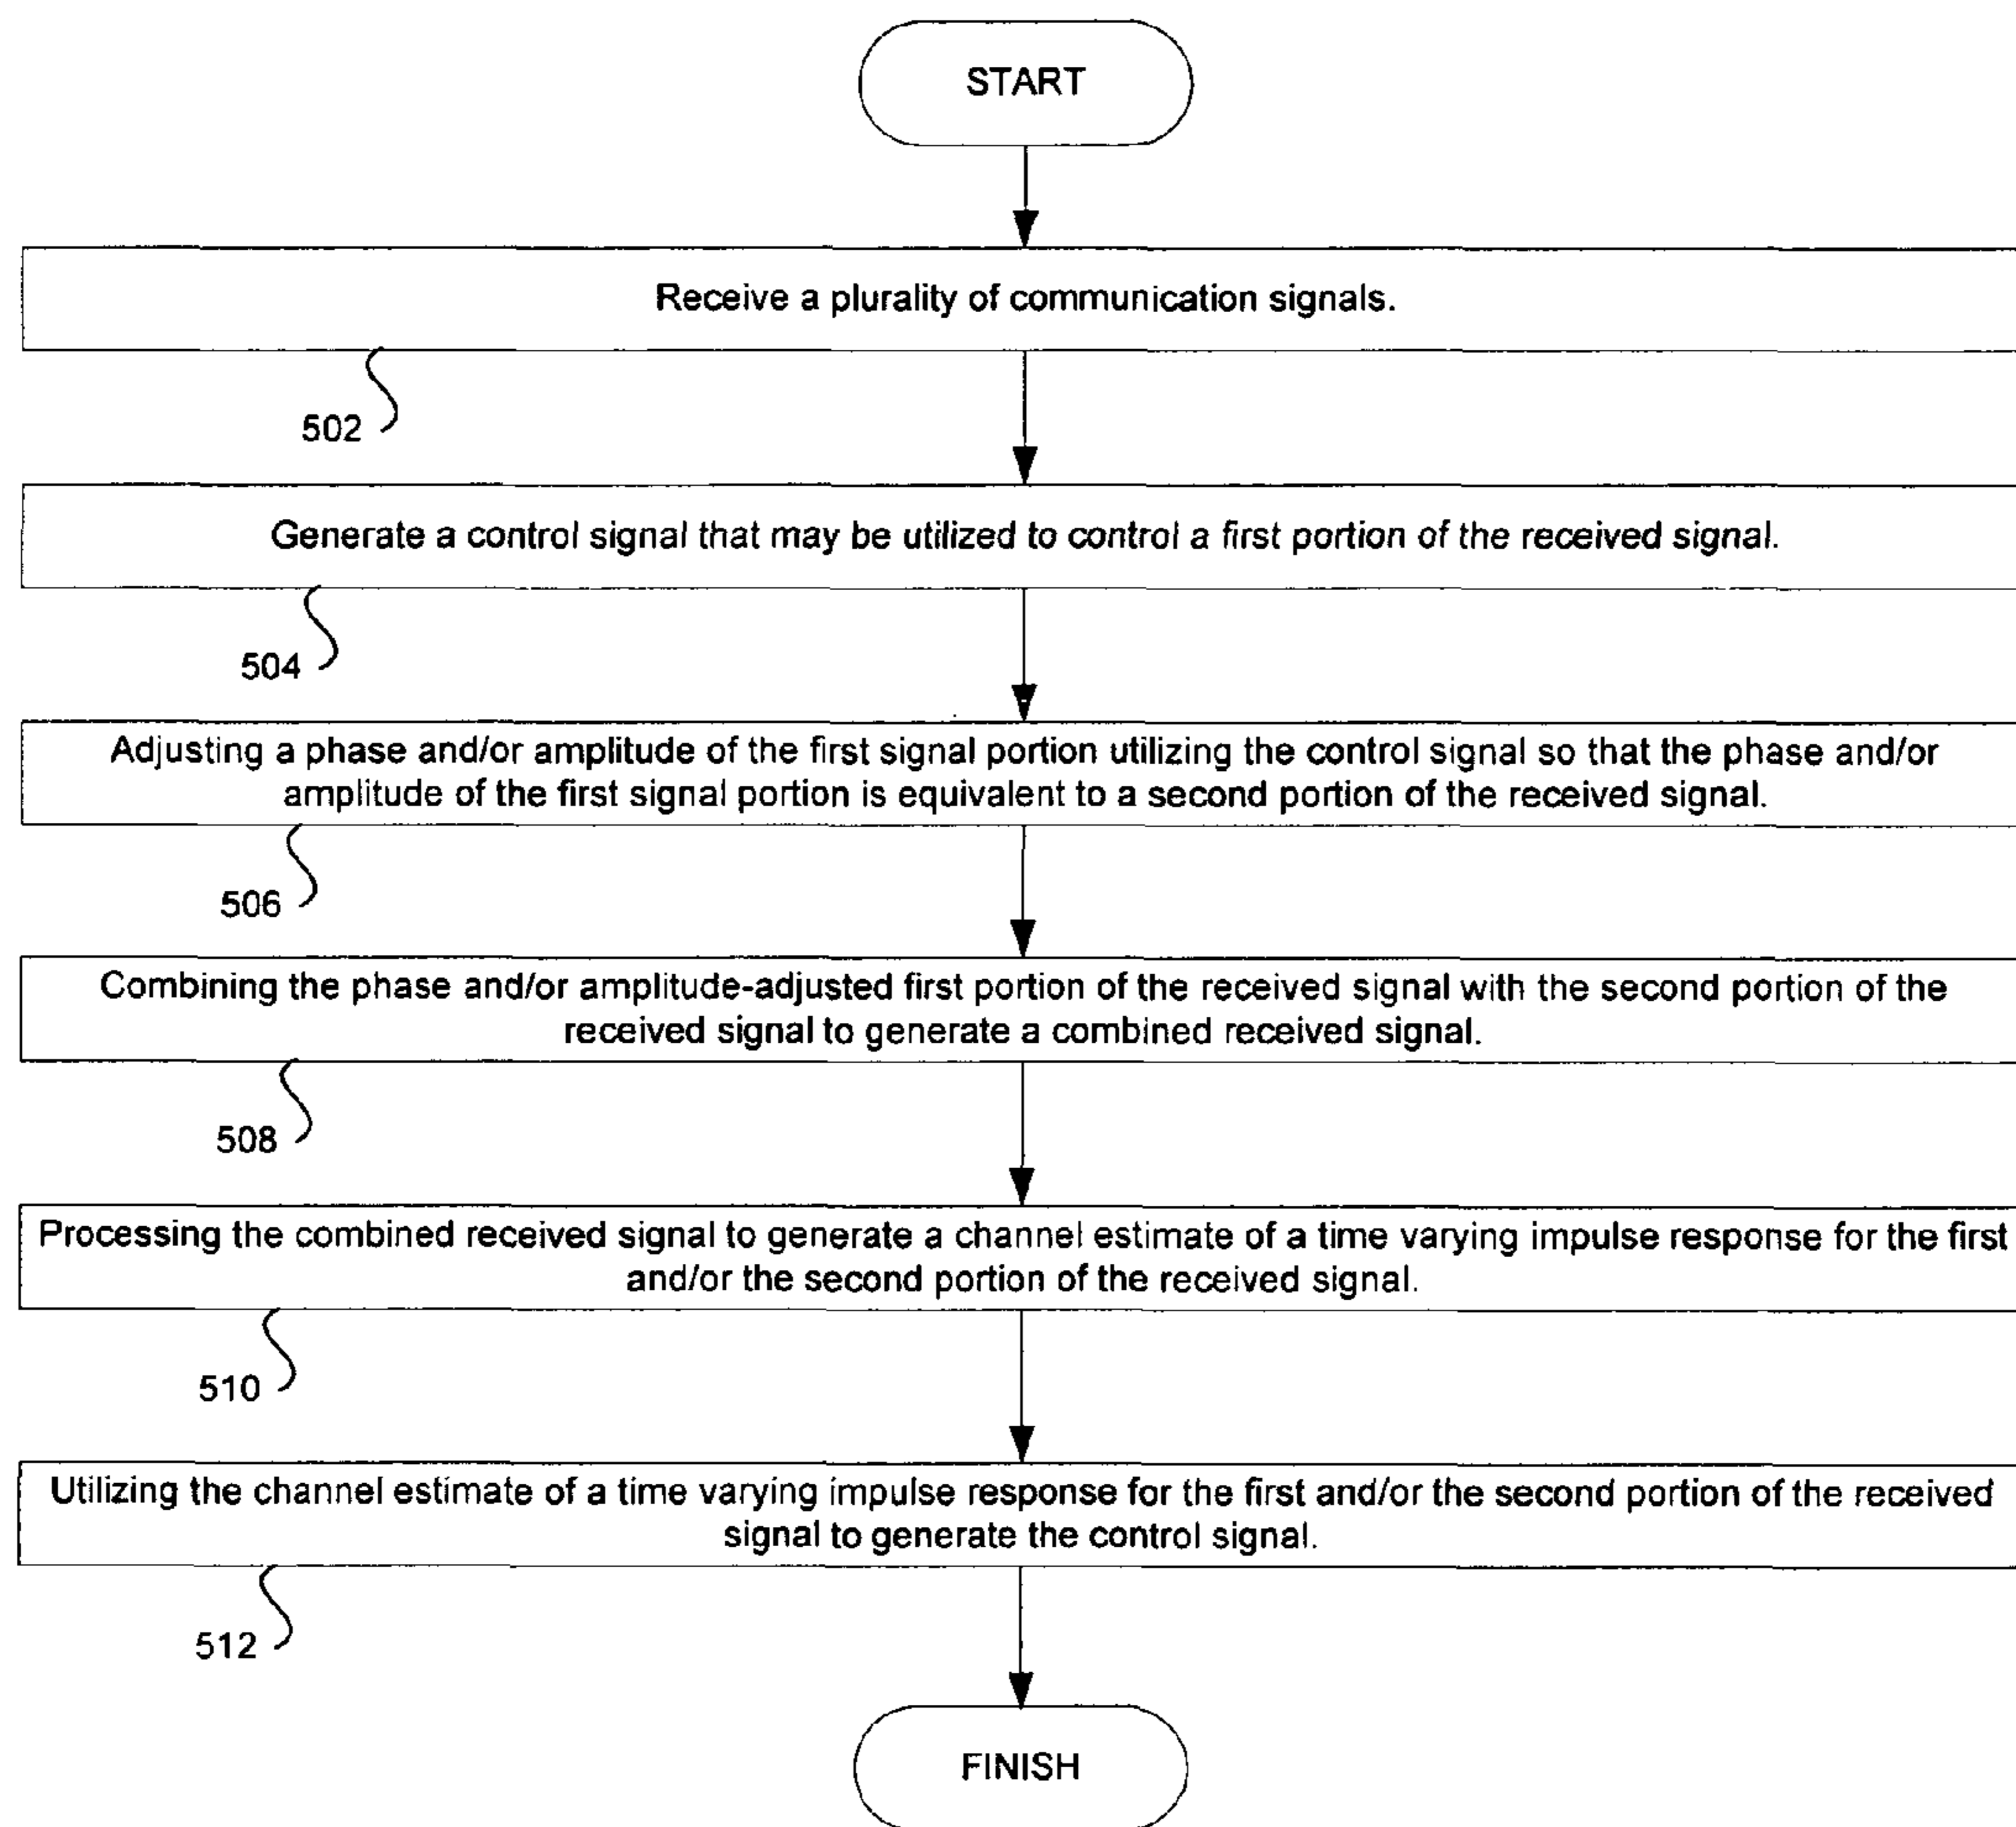 START
Receive a plurality of communication signals.
502
Generate a control signal that may be utilized to control a first portion of the received signal.
504
Adjusting a phase and/or amplitude of the first signal portion utilizing the control signal so that the phase and/or
amplitude of the first signal portion is equivalent to a second portion of the received signal.
506
Combining the phase and/or amplitude-adjusted first portion of the received signal with the second portion of the
received signal to generate a combined received signal.
508
Processing the combined received signal to generate a channel estimate of a time varying impulse response for the first
and/or the second portion of the received signal.
510
Utilizing the channel estimate of a time varying impulse response for the first and/or the second portion of the received
signal to generate the control signal.
512
FINISH